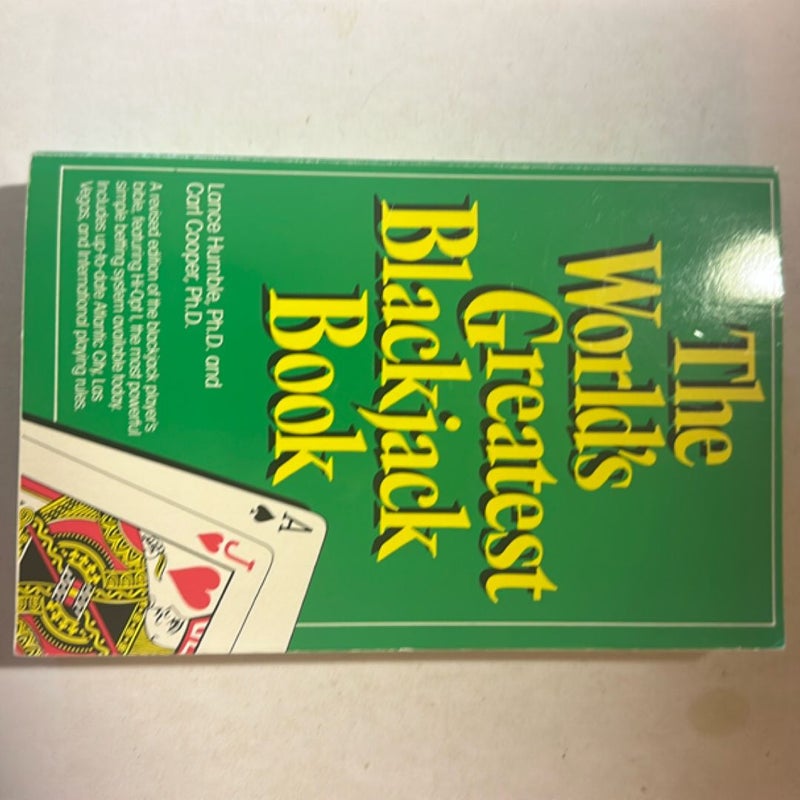 The
World's
Greatest
Blackjack
Book
Lance Humble, Ph.D. and
Carl Cooper, Ph.D.
A revised edition of the blackjack player's
bible, featuring Hi-Opt I, the most powerful
simple betting system available today.
Includes up-to-date Atlantic City, Las
Vegas, and international playing rules.
A
J